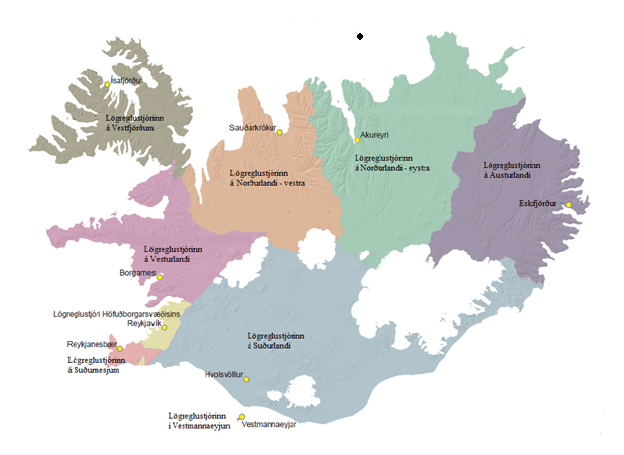 Ísafjörður
Lögreglustjórinn
á Vestfjörðum
Sauðárkrókur
Akureyri
Lögreglustjórinn
á Norðurlandi - vestra
Lögreglustjórinn
á Norðurlandi - eystra
Lögreglustjórinn
á Austurlandi
Eskifjörður
Lögreglustjórinn
á Vesturlandi
Borgarnes
Lögreglustjóri Höfuðborgarsvæðisins
Reykjavík
Reykjanesbær
Lögreglustjórinn
á Suðurnesjum
Lögreglustjórinn
á Suðurlandi
Hvolsvöllur
Lögreglustjórinn
í Vestmannaeyjum
Vestmannaeyjar